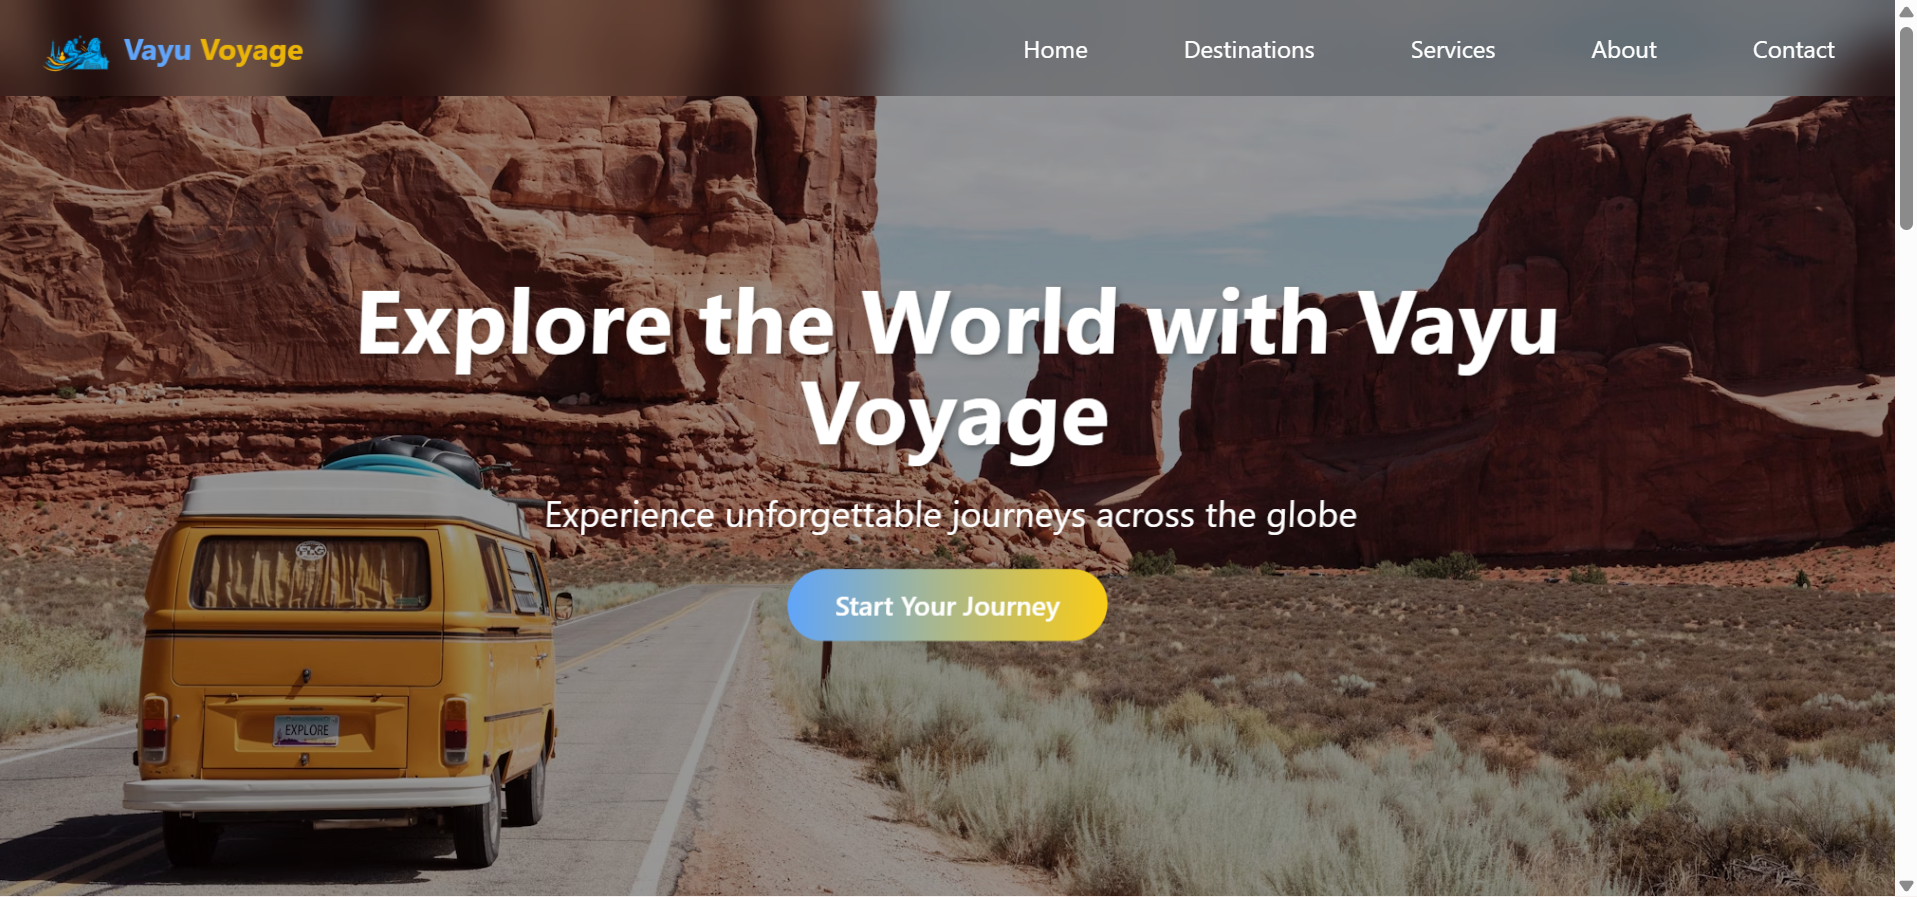 Vayu Voyage
Home
Destinations
Services
About
Contact
Explore the World with Vayu
Voyage
Experience unforgettable journeys across the globe
Start Your Journey
EXPLORE